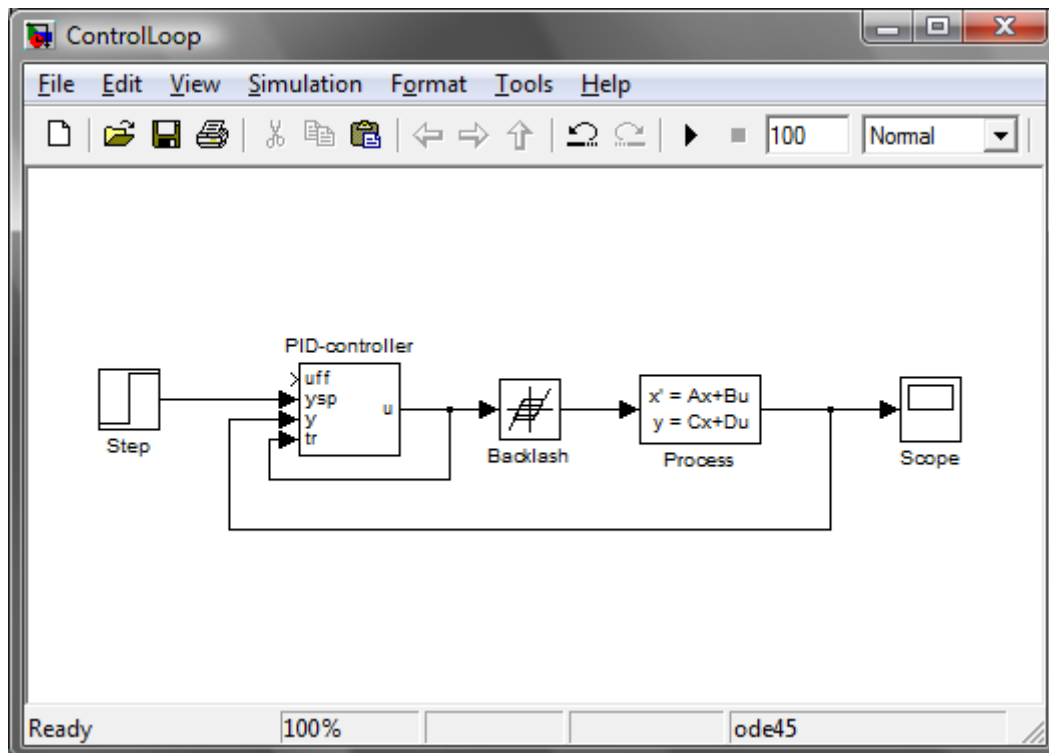 ControlLoop
File Edit View Simulation Format Tools Help
100 Normal
PID-controller
uff
ysp
y
tr
u
Step
Backlash
x' = Ax+Bu
y = Cx+Du
Process
Scope
Ready 100% ode45